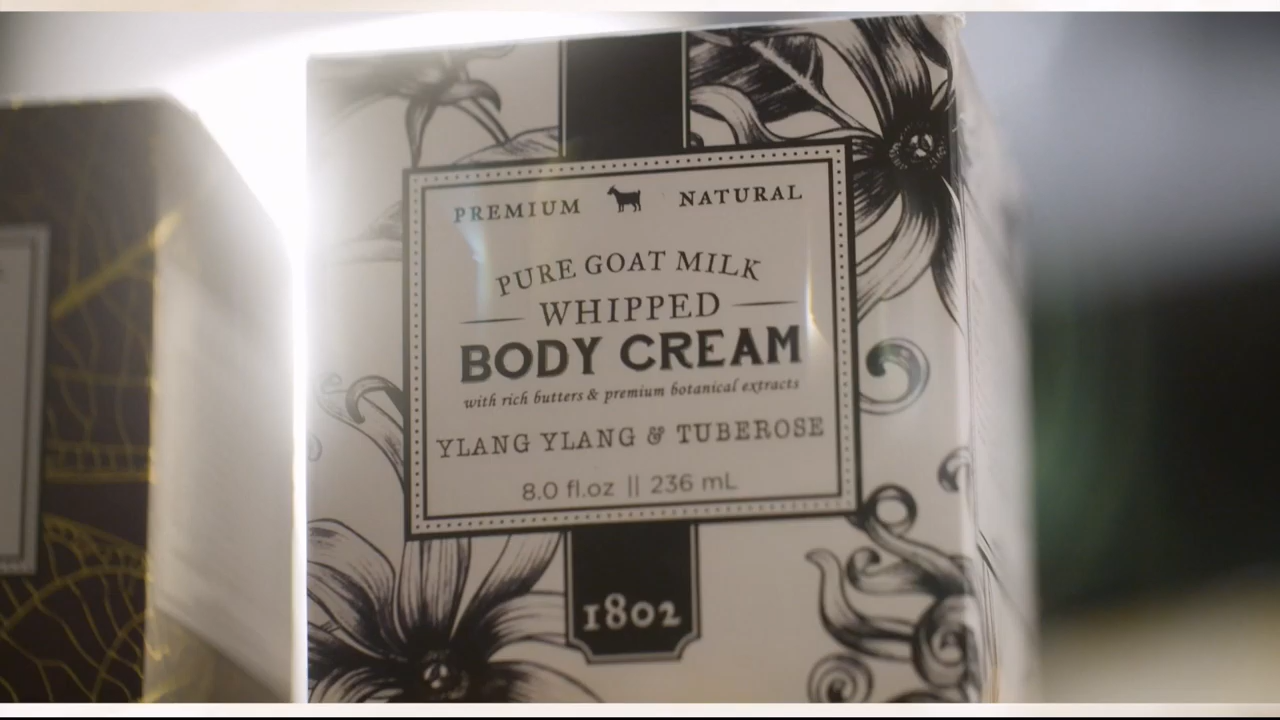 PREMIUM NATURAL
PURE GOAT MILK
WHIPPED
BODY CREAM
with rich butters & premium botanical extracts
YLANG YLANG & TUBEROSE
8.0 fl.oz || 236 mL
1802